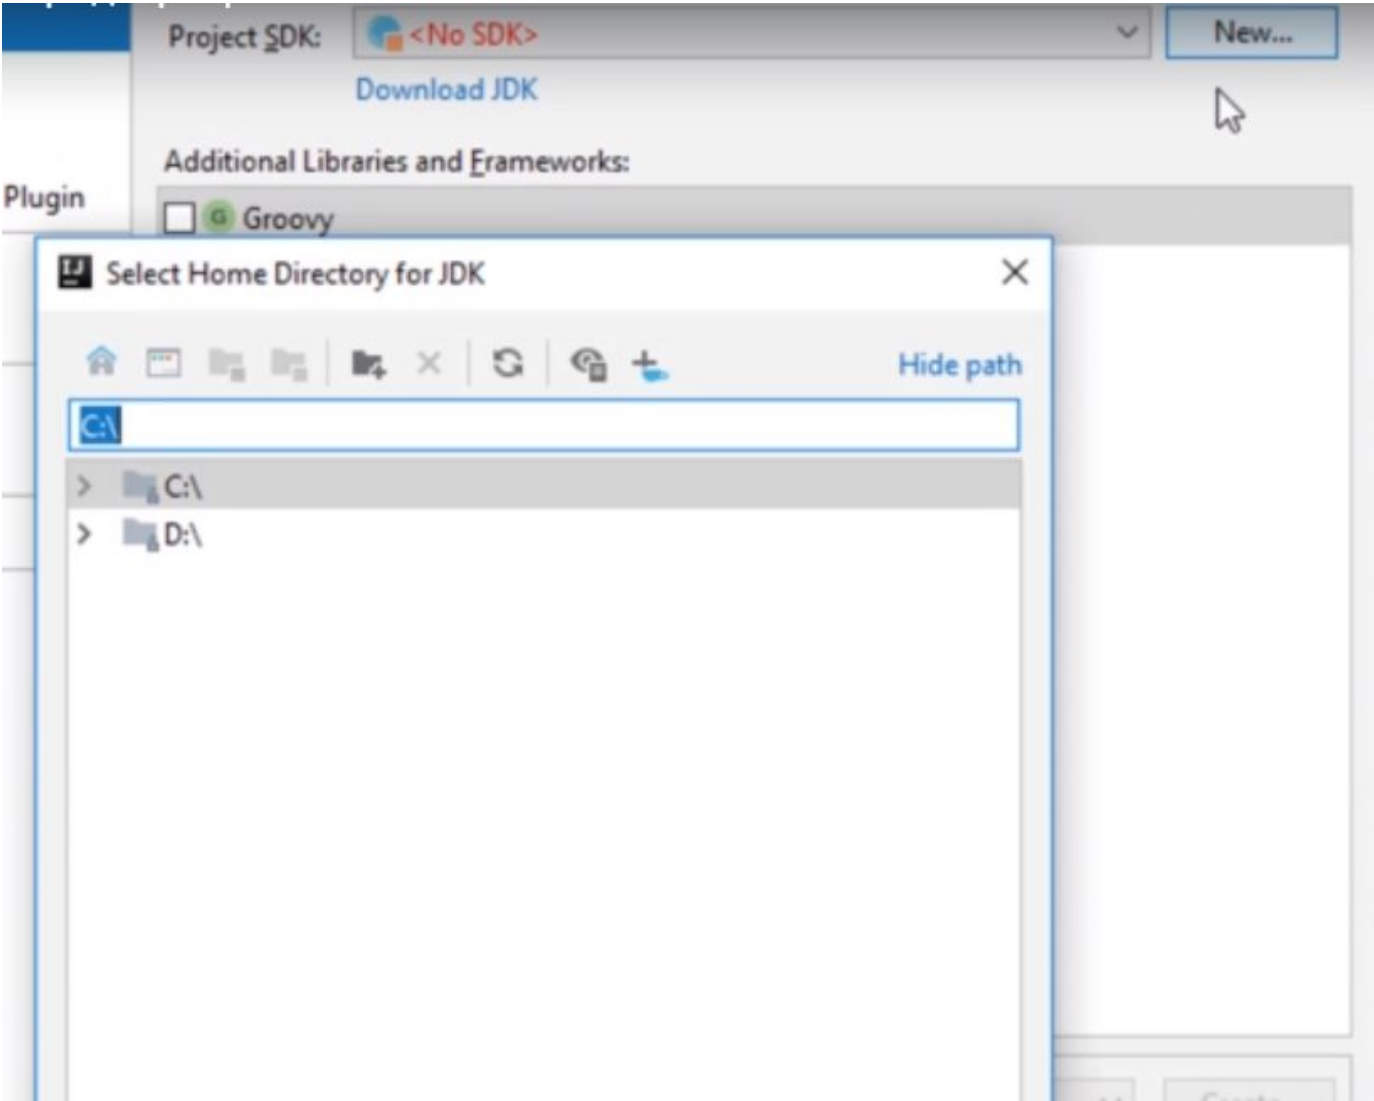 Project SDK: <No SDK> New...
Download JDK
Additional Libraries and Frameworks:
Plugin
G Groovy
IJ Select Home Directory for JDK
Hide path
C:\
C:\
D:\